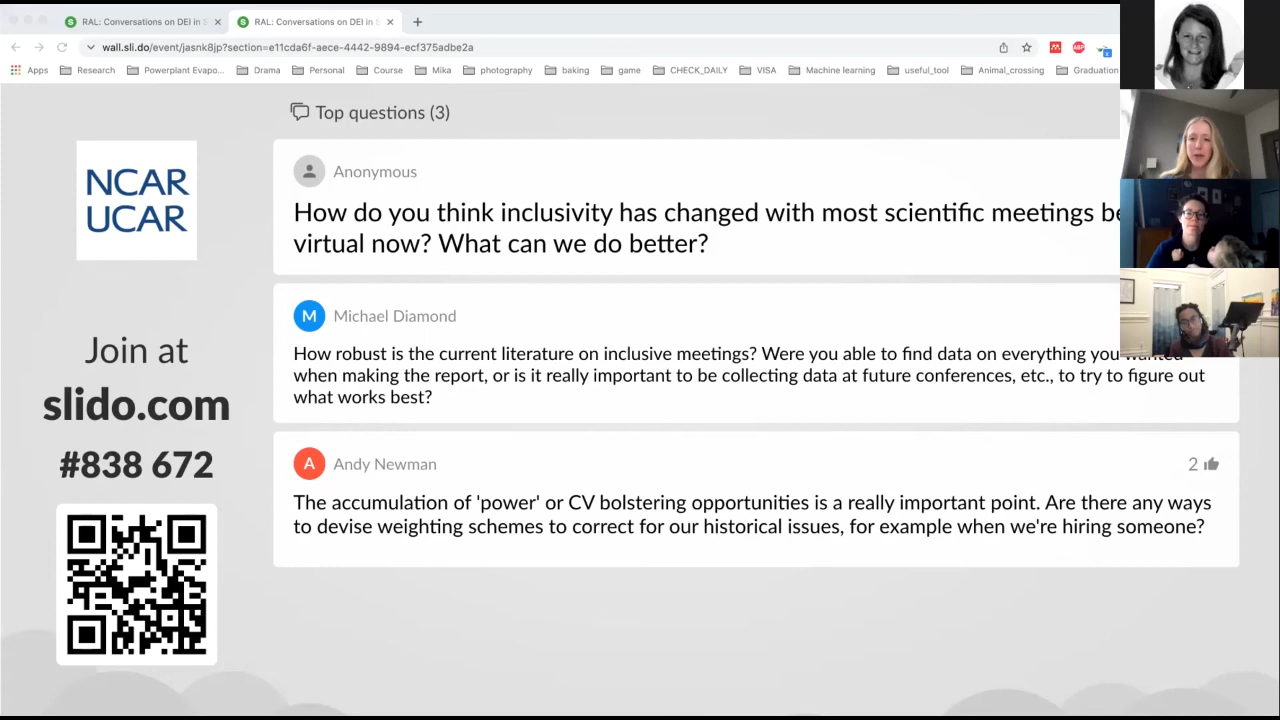 RAL: Conversations on DEI in
RAL: Conversations on DEI in
wall.sli.do/event/jasnk8jp?section=e11cda6f-aece-4442-9894-ecf375adbe2a
Apps Research Powerplant Evapo... Drama Personal Course Mika photography baking game CHECK_DAILY VISA Machine learning useful_tool Animal_crossing Graduation
Top questions (3)
NCAR
UCAR
Anonymous
How do you think inclusivity has changed with most scientific meetings
virtual now? What can we do better?
Michael Diamond
How robust is the current literature on inclusive meetings? Were you able to find data on everything you wanted
when making the report, or is it really important to be collecting data at future conferences, etc., to try to figure out
what works best?
Andy Newman
2
The accumulation of 'power' or CV bolstering opportunities is a really important point. Are there any ways
to devise weighting schemes to correct for our historical issues, for example when we're hiring someone?
Join at
slido.com
#838 672